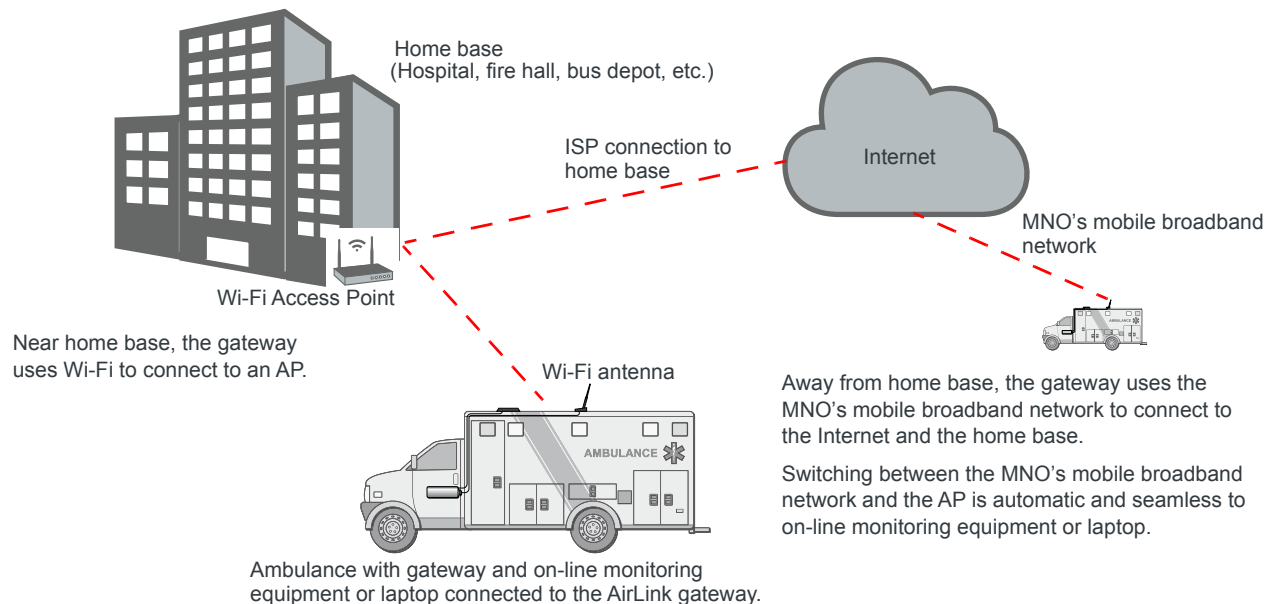 Home base
(Hospital, fire hall, bus depot, etc.)
ISP connection to
home base
Internet
MNO's mobile broadband
network
Wi-Fi Access Point
AMBULANCE
Near home base, the gateway
uses Wi-Fi to connect to an AP.
Wi-Fi antenna
AMBULANCE
Away from home base, the gateway uses the
MNO's mobile broadband network to connect to
the Internet and the home base.
Switching between the MNO's mobile broadband
network and the AP is automatic and seamless to
on-line monitoring equipment or laptop.
Ambulance with gateway and on-line monitoring
equipment or laptop connected to the AirLink gateway.